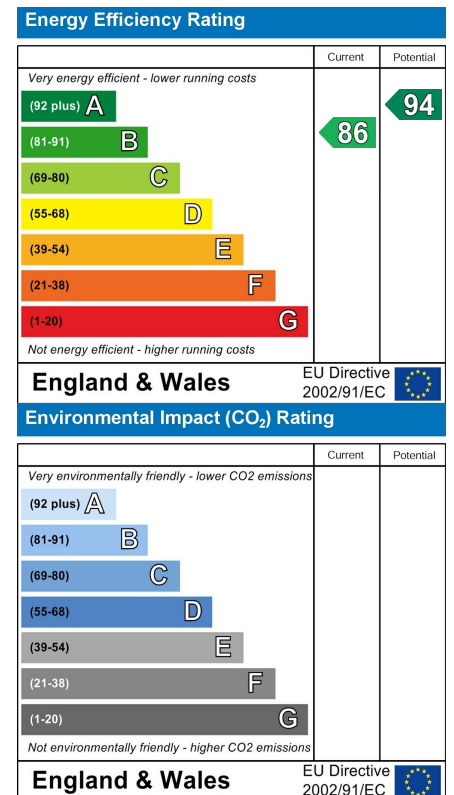 Energy Efficiency Rating
Current Potential
Very energy efficient - lower running costs
(92 plus) A
(81-91) B
(69-80) C
(55-68) D
(39-54) E
(21-38) F
(1-20) G
86
94
Not energy efficient - higher running costs
England & Wales
EU Directive
2002/91/EC
Environmental Impact (CO₂) Rating
Current Potential
Very environmentally friendly - lower CO2 emissions
(92 plus) A
(81-91) B
(69-80) C
(55-68) D
(39-54) E
(21-38) F
(1-20) G
Not environmentally friendly - higher CO2 emissions
England & Wales
EU Directive
2002/91/EC